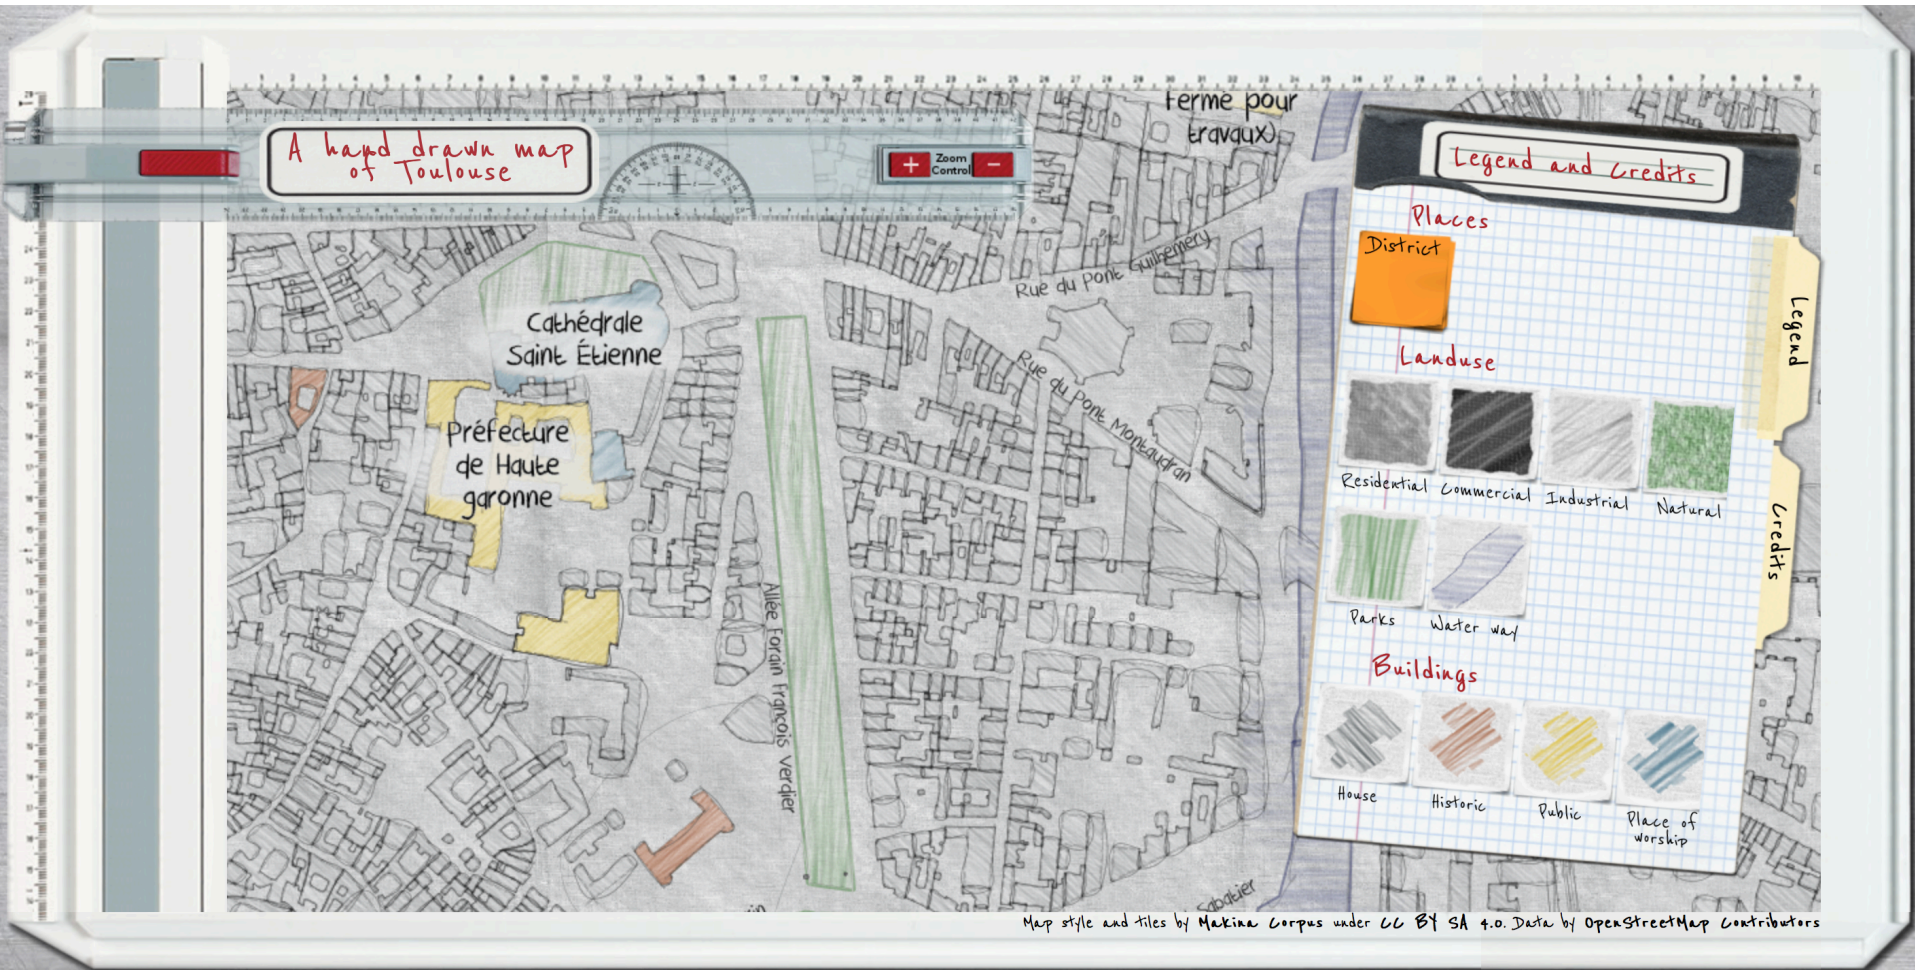 A hand drawn map
of Toulouse
+ Zoom Control -
Fermé pour
travaux)
Rue du Pont Guilhemery
Cathédrale
Saint Étienne
Rue du Pont Montaudran
Préfecture
de Haute
garonne
Allée Forain François Verdier
Sabatier
Legend and Credits
Places
District
Landuse
Residential Commercial Industrial Natural
Parks Water way
Buildings
House Historic Public Place of
worship
Legend
Credits
Map style and tiles by Makina Corpus under CC BY SA 4.0. Data by OpenStreetMap Contributors